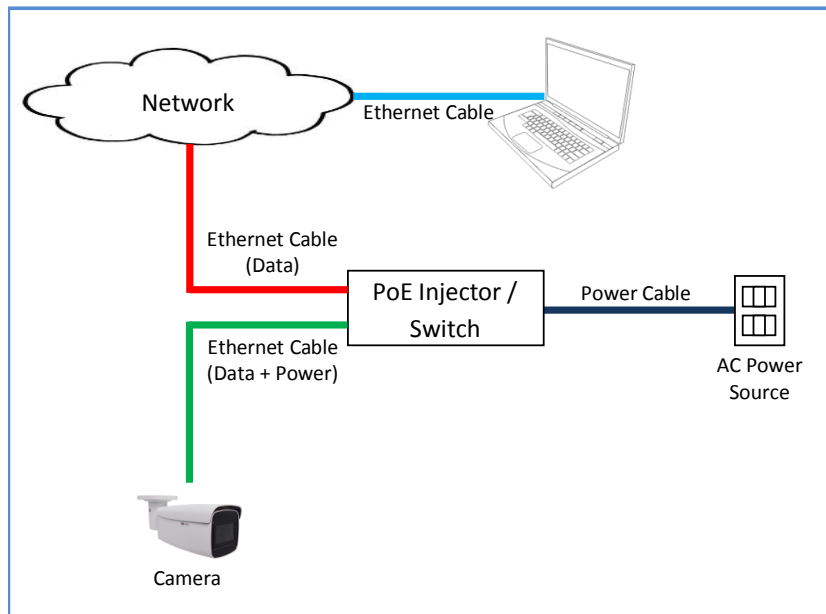 Network
Ethernet Cable
Ethernet Cable
(Data)
PoE Injector /
Switch
Power Cable
Ethernet Cable
(Data + Power)
AC Power
Source
Camera